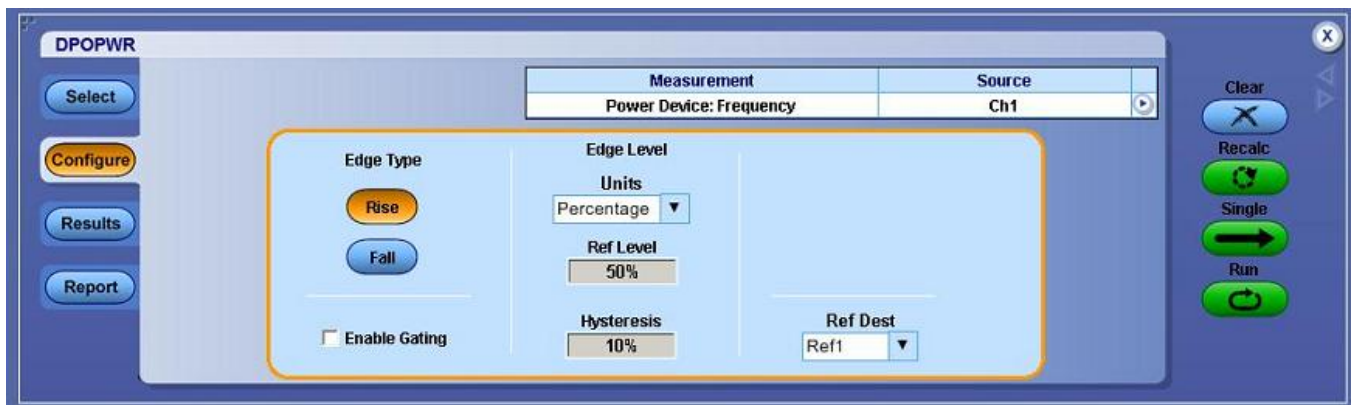 DPOPWR
Select
Configure
Results
Report
Measurement Source
Power Device: Frequency Ch1
Edge Type
Rise
Fall
Enable Gating
Edge Level
Units
Percentage
Ref Level
50%
Hysteresis
10%
Ref Dest
Ref1
X
Clear
Recalc
Single
Run